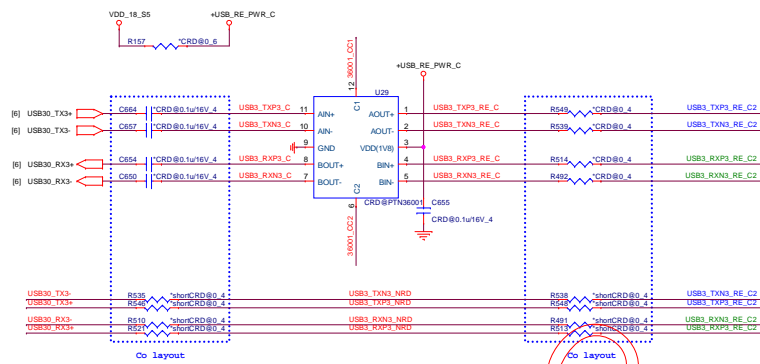 VDD_18_S5 +USB_RE_PWR_C
R157 *CRD@0_6
36001_CC1
+USB_RE_PWR_C
12
U29
C1
[6] USB30_TX3+ C664 *CRD@0.1u/16V_4 USB3_TXP3_C 11 AIN+ AOUT+ 1 USB3_TXP3_RE_C R549 *CRD@0_4 USB3_TXP3_RE_C2
[6] USB30_TX3- C657 *CRD@0.1u/16V_4 USB3_TXN3_C 10 AIN- AOUT- 2 USB3_TXN3_RE_C R539 *CRD@0_4 USB3_TXN3_RE_C2
9 GND VDD(1V8) 3
[6] USB30_RX3+ C654 *CRD@0.1u/16V_4 USB3_RXP3_C 8 BOUT+ BIN+ 4 USB3_RXP3_RE_C R514 *CRD@0_4 USB3_RXP3_RE_C2
[6] USB30_RX3- C650 *CRD@0.1u/16V_4 USB3_RXN3_C 7 BOUT- BIN- 5 USB3_RXN3_RE_C R492 *CRD@0_4 USB3_RXN3_RE_C2
C2
6
CRD@PTN36001 C655
CRD@0.1u/16V_4
36001_CC2
USB30_TX3- R535 *shortCRD@0_4 USB3_TXN3_NRD R538 *shortCRD@0_4 USB3_TXN3_RE_C2
USB30_TX3+ R546 *shortCRD@0_4 USB3_TXP3_NRD R548 *shortCRD@0_4 USB3_TXP3_RE_C2
USB30_RX3- R510 *shortCRD@0_4 USB3_RXN3_NRD R491 *shortCRD@0_4 USB3_RXN3_RE_C2
USB30_RX3+ R521 *shortCRD@0_4 USB3_RXP3_NRD R513 *shortCRD@0_4 USB3_RXP3_RE_C2
Co layout Co layout